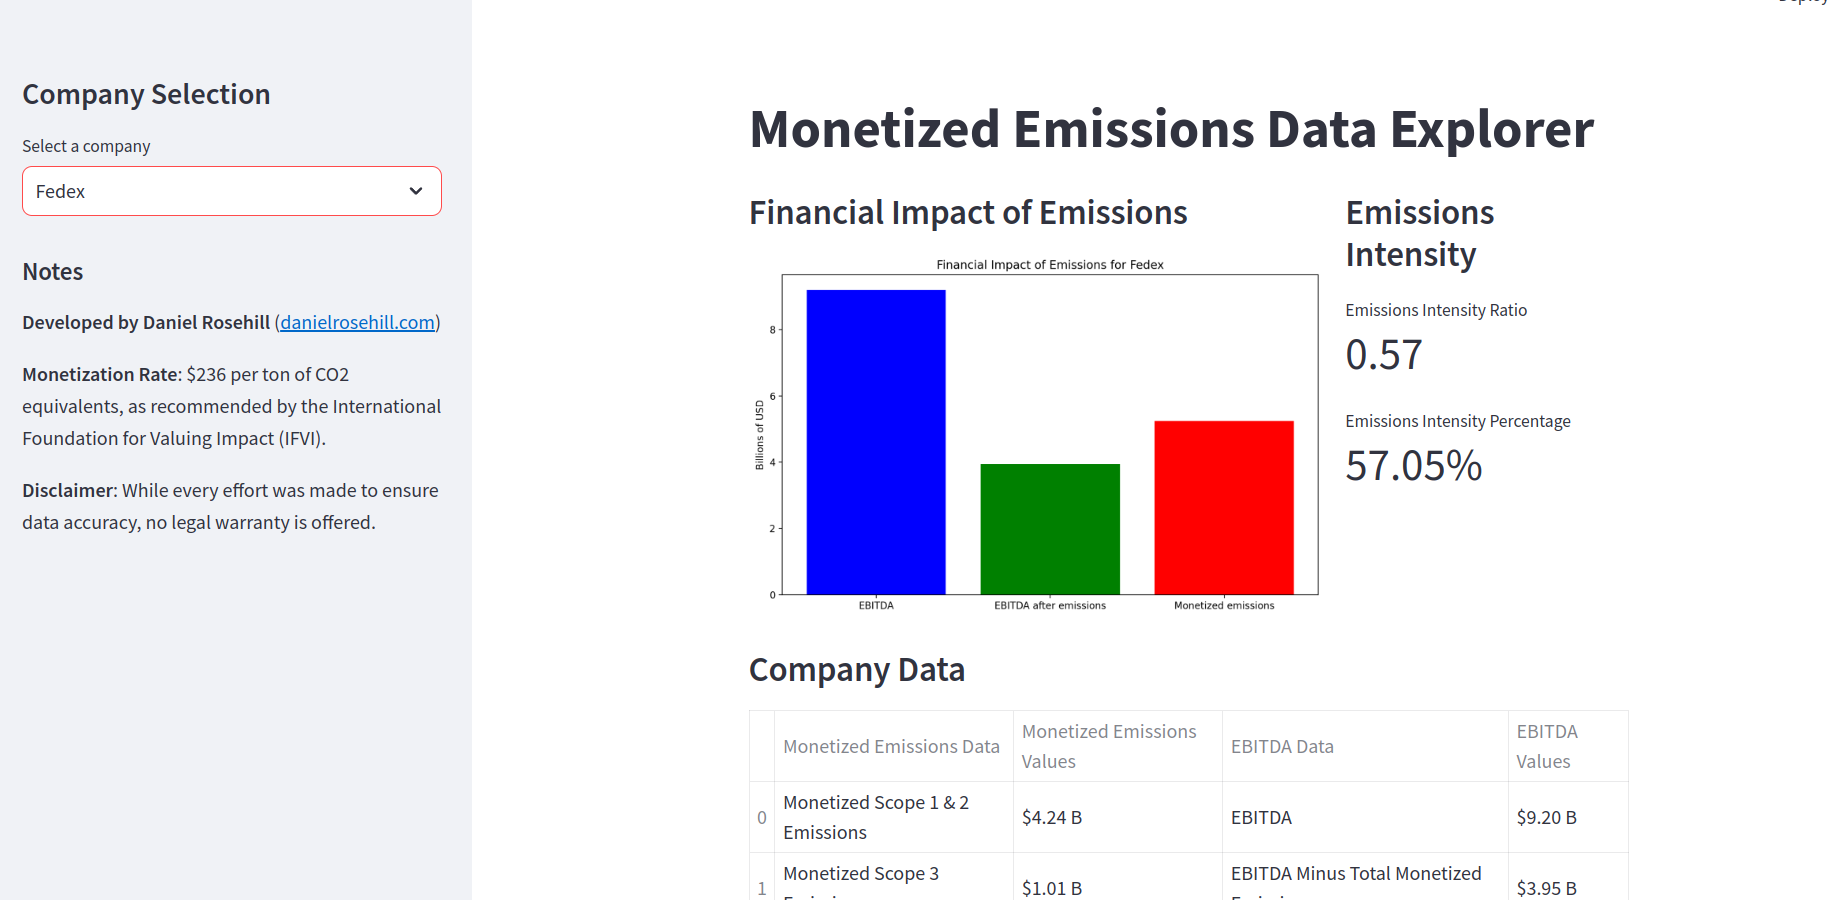 Company Selection
Select a company
Fedex
Notes
Developed by Daniel Rosehill (danielrosehill.com)
Monetization Rate: $236 per ton of CO2
equivalents, as recommended by the International
Foundation for Valuing Impact (IFVI).
Disclaimer: While every effort was made to ensure
data accuracy, no legal warranty is offered.
Monetized Emissions Data Explorer
Financial Impact of Emissions
Financial Impact of Emissions for Fedex
Billions of USD
8
6
4
2
0
EBITDA
EBITDA after emissions
Monetized emissions
Emissions
Intensity
Emissions Intensity Ratio
0.57
Emissions Intensity Percentage
57.05%
Company Data
Monetized Emissions Data
Monetized Emissions
Values
EBITDA Data
EBITDA
Values
0
Monetized Scope 1 & 2
Emissions
$4.24 B
EBITDA
$9.20 B
1
Monetized Scope 3
$1.01 B
EBITDA Minus Total Monetized
$3.95 B